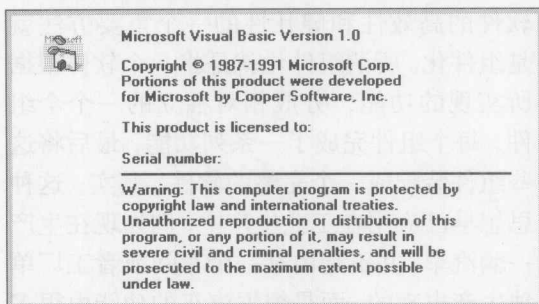 Microsoft Visual Basic Version 1.0
Copyright © 1987-1991 Microsoft Corp.
Portions of this product were developed
for Microsoft by Cooper Software, Inc.
This product is licensed to:
Serial number:
Warning: This computer program is protected by
copyright law and international treaties.
Unauthorized reproduction or distribution of this
program, or any portion of it, may result in
severe civil and criminal penalties, and will be
prosecuted to the maximum extent possible
under law.